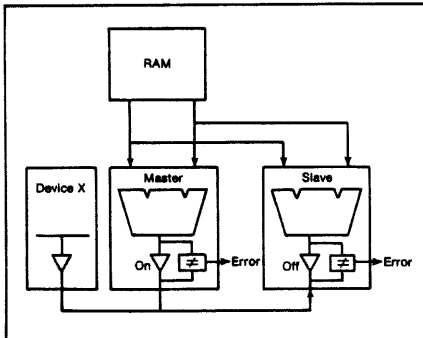 RAM
Device X
Master
Slave
On
≠
Error
Off
≠
Error